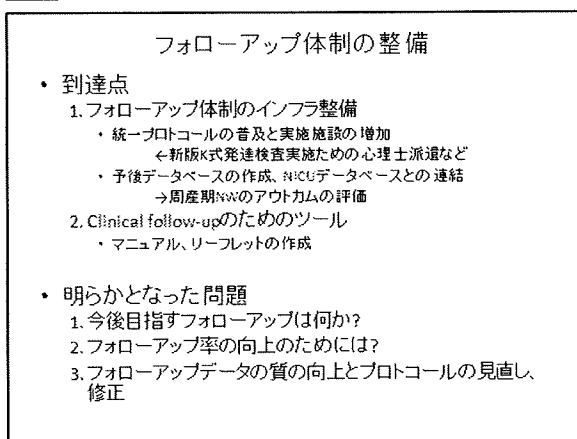 フォローアップ体制の整備
・ 到達点
1. フォローアップ体制のインフラ整備
・ 統一プロトコールの普及と実施施設の増加
←新版K式発達検査実施ための心理士派遣など
・ 予後データベースの作成、NICUデータベースとの連結
→周産期NWのアウトカムの評価
2. Clinical follow-upのためのツール
・ マニュアル、リーフレットの作成
・ 明らかとなった問題
1. 今後目指すフォローアップは何か?
2. フォローアップ率の向上のためには?
3. フォローアップデータの質の向上とプロトコールの見直し、
修正